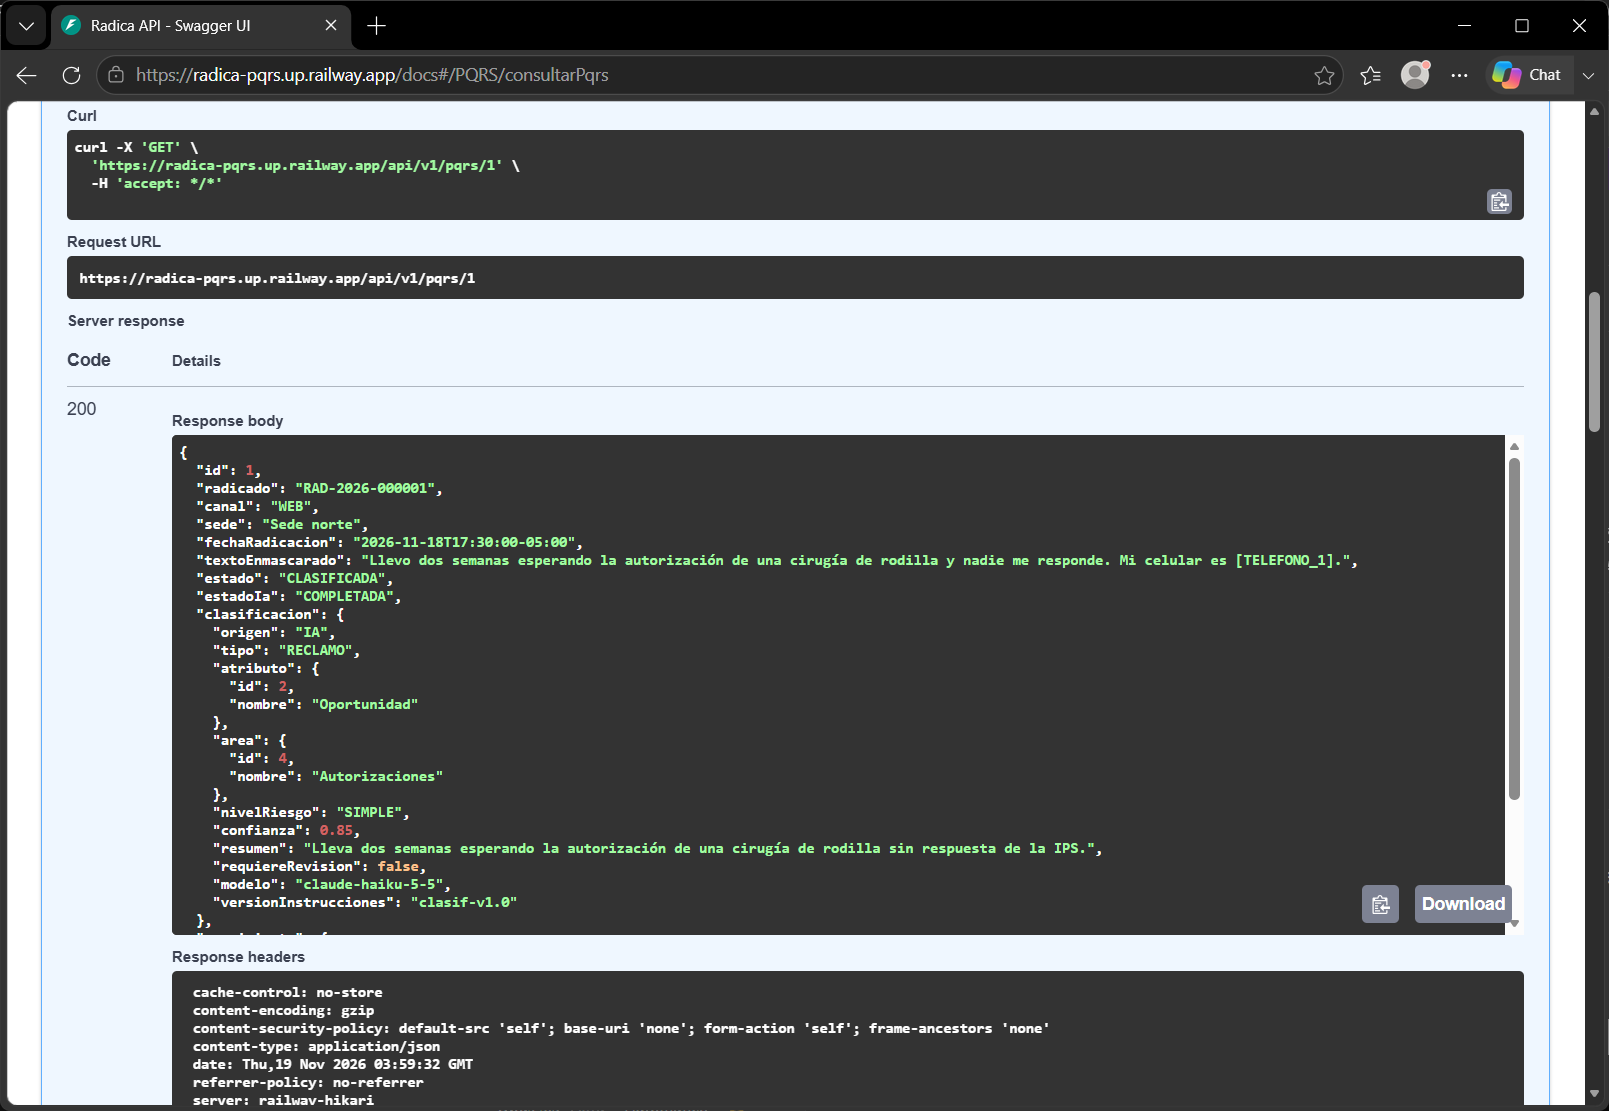 Radica API - Swagger UI
https://radica-pqrs.up.railway.app/docs#/PQRS/consultarPqrs
Chat
Curl
curl -X 'GET' \
'https://radica-pqrs.up.railway.app/api/v1/pqrs/1' \
-H 'accept: */*'
Request URL
https://radica-pqrs.up.railway.app/api/v1/pqrs/1
Server response
Code Details
200
Response body
{
"id": 1,
"radicado": "RAD-2026-000001",
"canal": "WEB",
"sede": "Sede norte",
"fechaRadicacion": "2026-11-18T17:30:00-05:00",
"textoEnmascarado": "Llevo dos semanas esperando la autorización de una cirugía de rodilla y nadie me responde. Mi celular es [TELEFONO_1].",
"estado": "CLASIFICADA",
"estadoIa": "COMPLETADA",
"clasificacion": {
"origen": "IA",
"tipo": "RECLAMO",
"atributo": {
"id": 2,
"nombre": "Oportunidad"
},
"area": {
"id": 4,
"nombre": "Autorizaciones"
},
"nivelRiesgo": "SIMPLE",
"confianza": 0.85,
"resumen": "Lleva dos semanas esperando la autorización de una cirugía de rodilla sin respuesta de la IPS.",
"requiereRevision": false,
"modelo": "claude-haiku-5-5",
"versionInstrucciones": "clasif-v1.0"
},
Download
Response headers
cache-control: no-store
content-encoding: gzip
content-security-policy: default-src 'self'; base-uri 'none'; form-action 'self'; frame-ancestors 'none'
content-type: application/json
date: Thu,19 Nov 2026 03:59:32 GMT
referrer-policy: no-referrer
server: railway-hikari